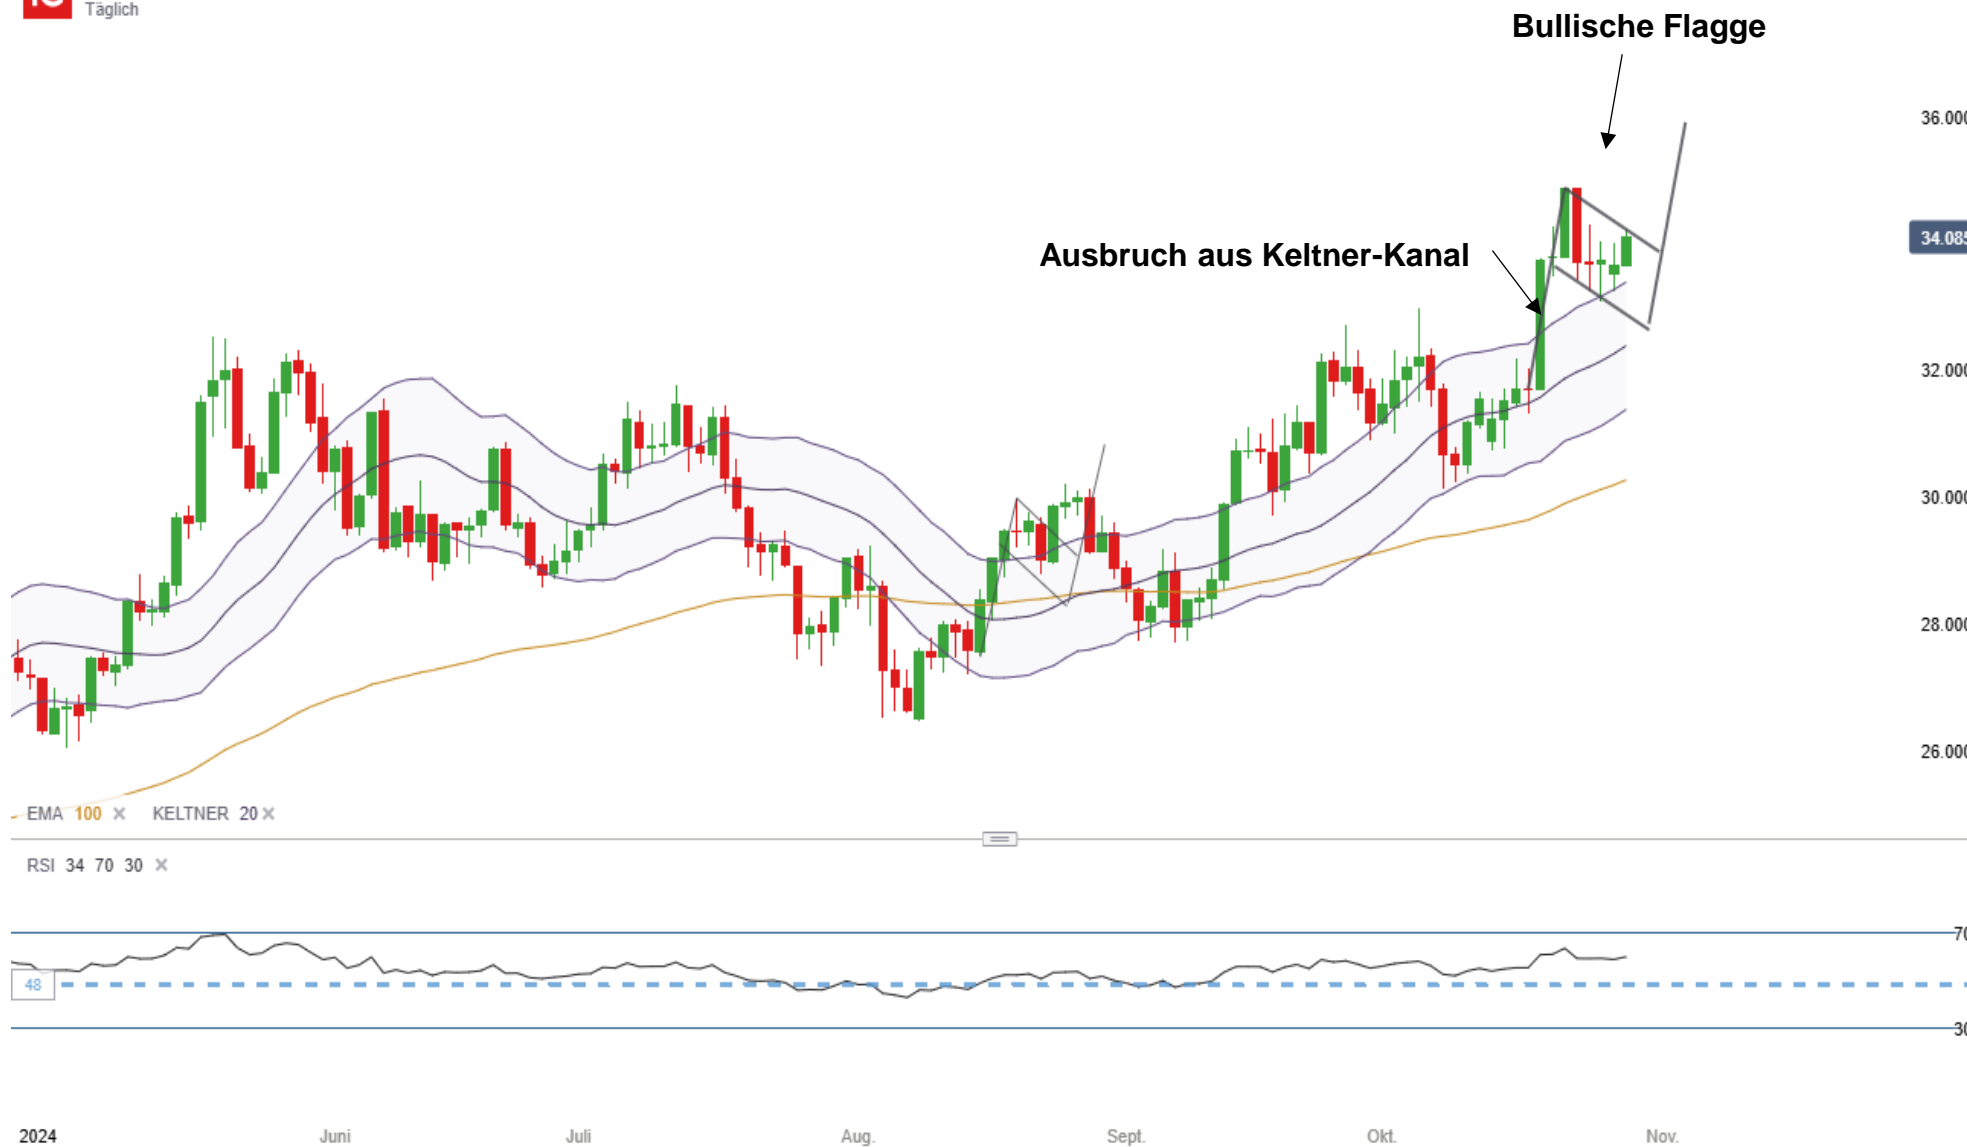 Täglich
Bullische Flagge
36.000
Ausbruch aus Keltner-Kanal
34.085
32.000
30.000
28.000
26.000
EMA 100 × KELTNER 20 ×
RSI 34 70 30 ×
70
48
30
2024 Juni Juli Aug. Sept. Okt. Nov.